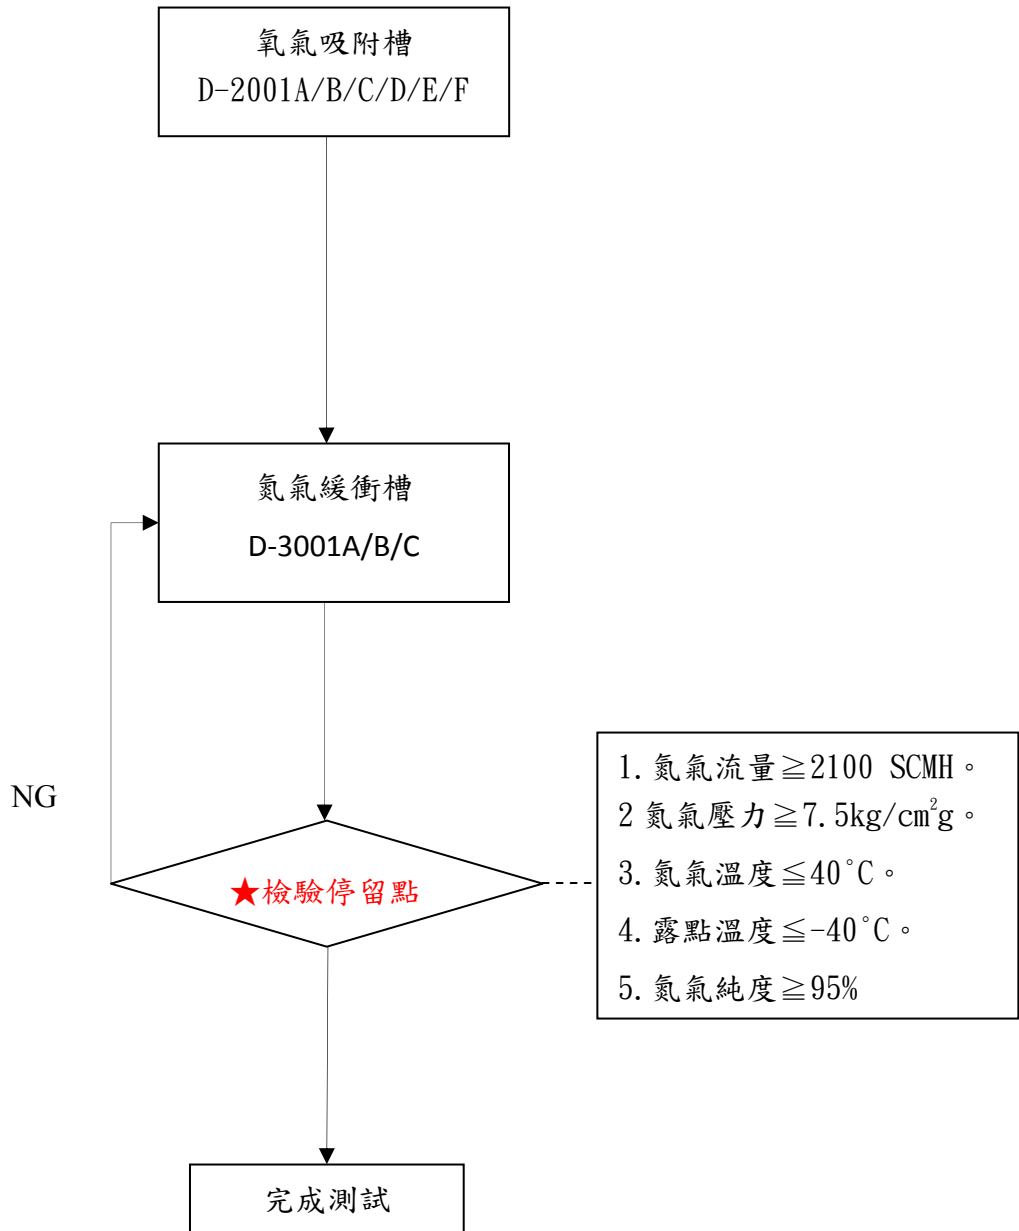 氧氣吸附槽
D-2001A/B/C/D/E/F
氮氣緩衝槽
D-3001A/B/C
NG
★檢驗停留點
1.氮氣流量≧2100 SCMH。
2 氮氣壓力≧7.5kg/cm²g。
3.氮氣溫度≦40°C。
4.露點溫度≦-40°C。
5.氮氣純度≧95%
完成測試